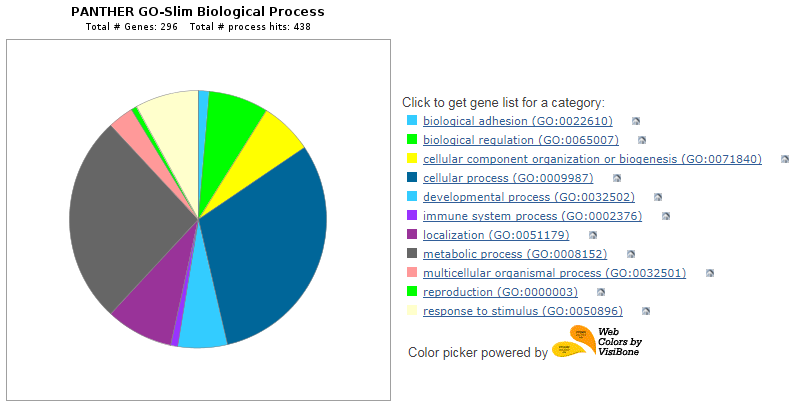 PANTHER GO-Slim Biological Process
Total # Genes: 296 Total # process hits: 438
Click to get gene list for a category:
biological adhesion (GO:0022610)
biological regulation (GO:0065007)
cellular component organization or biogenesis (GO:0071840)
cellular process (GO:0009987)
developmental process (GO:0032502)
immune system process (GO:0002376)
localization (GO:0051179)
metabolic process (GO:0008152)
multicellular organismal process (GO:0032501)
reproduction (GO:0000003)
response to stimulus (GO:0050896)
Color picker powered by
Web
Colors by
VisiBone